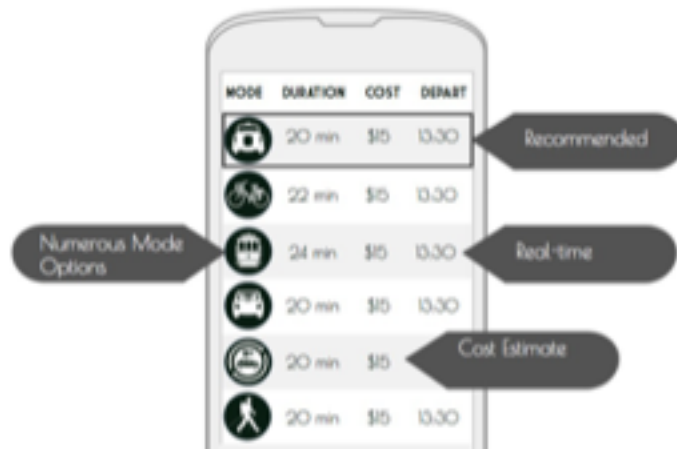 MODE DURATION COST DEPART
20 min $15 13:30
Recommended
22 min $15 13:30
Numerous Mode
Options
24 min $15 13:30
Real-time
20 min $15 13:30
20 min $15
Cost Estimate
20 min $15 13:30